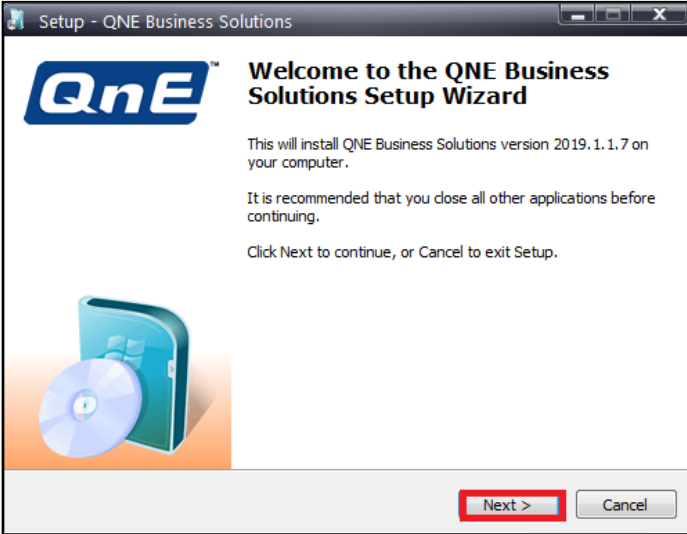 Setup - QNE Business Solutions
X
QnE™
Welcome to the QNE Business
Solutions Setup Wizard
This will install QNE Business Solutions version 2019.1.1.7 on
your computer.
It is recommended that you close all other applications before
continuing.
Click Next to continue, or Cancel to exit Setup.
Next >
Cancel